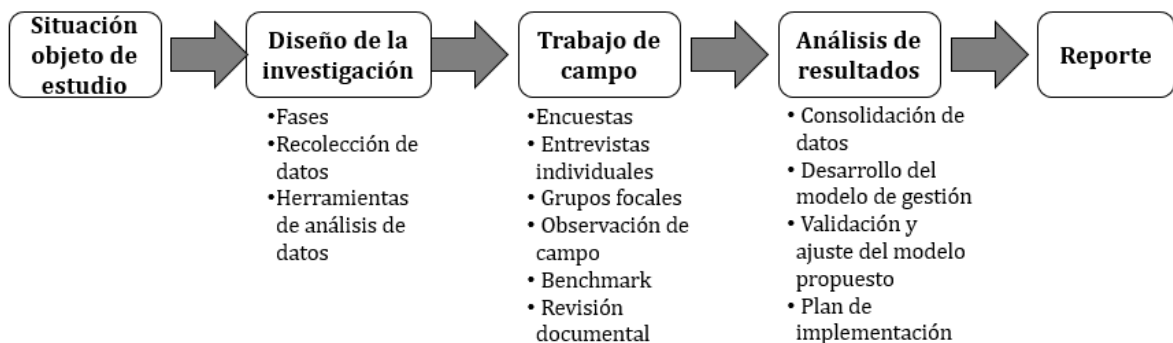 Situación
objeto de
estudio
Diseño de la
investigación
•Fases
•Recolección de
datos
•Herramientas
de análisis de
datos
Trabajo de
campo
•Encuestas
•Entrevistas
individuales
•Grupos focales
•Observación de
campo
•Benchmark
•Revisión
documental
Análisis de
resultados
• Consolidación de
datos
• Desarrollo del
modelo de gestión
• Validación y
ajuste del modelo
propuesto
• Plan de
implementación
Reporte